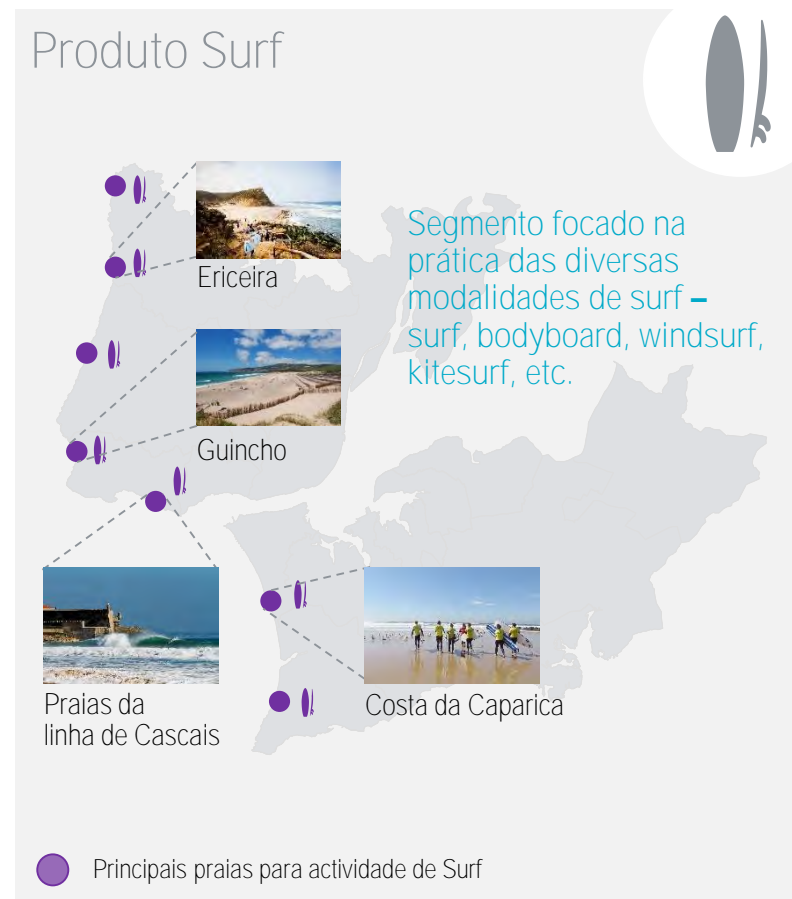 Produto Surf
Segmento focado na
prática das diversas
modalidades de surf –
surf, bodyboard, windsurf,
kitesurf, etc.
Ericeira
Guincho
Praias da
linha de Cascais
Costa da Caparica
Principais praias para actividade de Surf